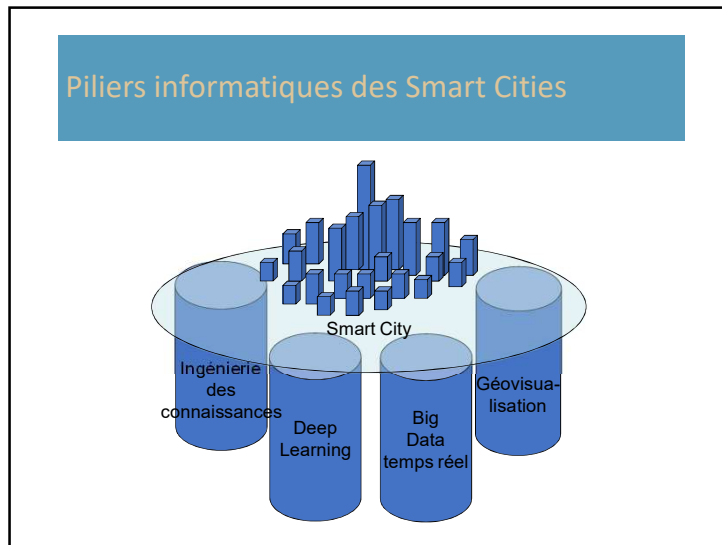 Piliers informatiques des Smart Cities
Smart City
Ingénierie
des
connaissances
Deep
Learning
Big
Data
temps réel
Géovisua-
lisation